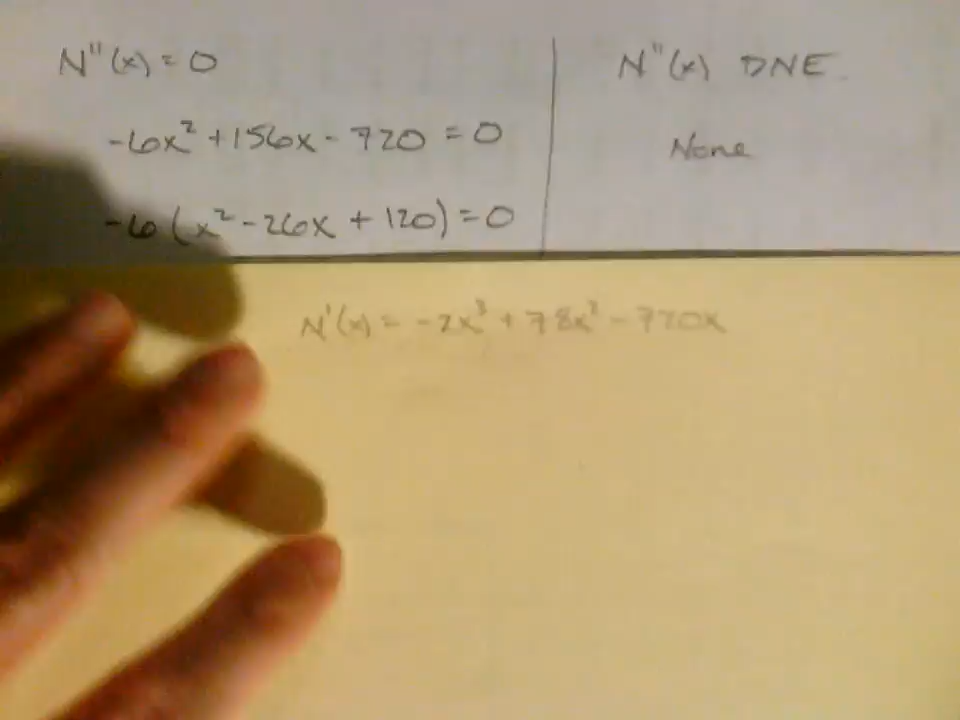 N''(x) = 0
-6x² + 156x - 720 = 0
-6(x² - 26x + 120) = 0
N''(x) DNE
None
N'(x) = -2x³ + 78x² - 720x